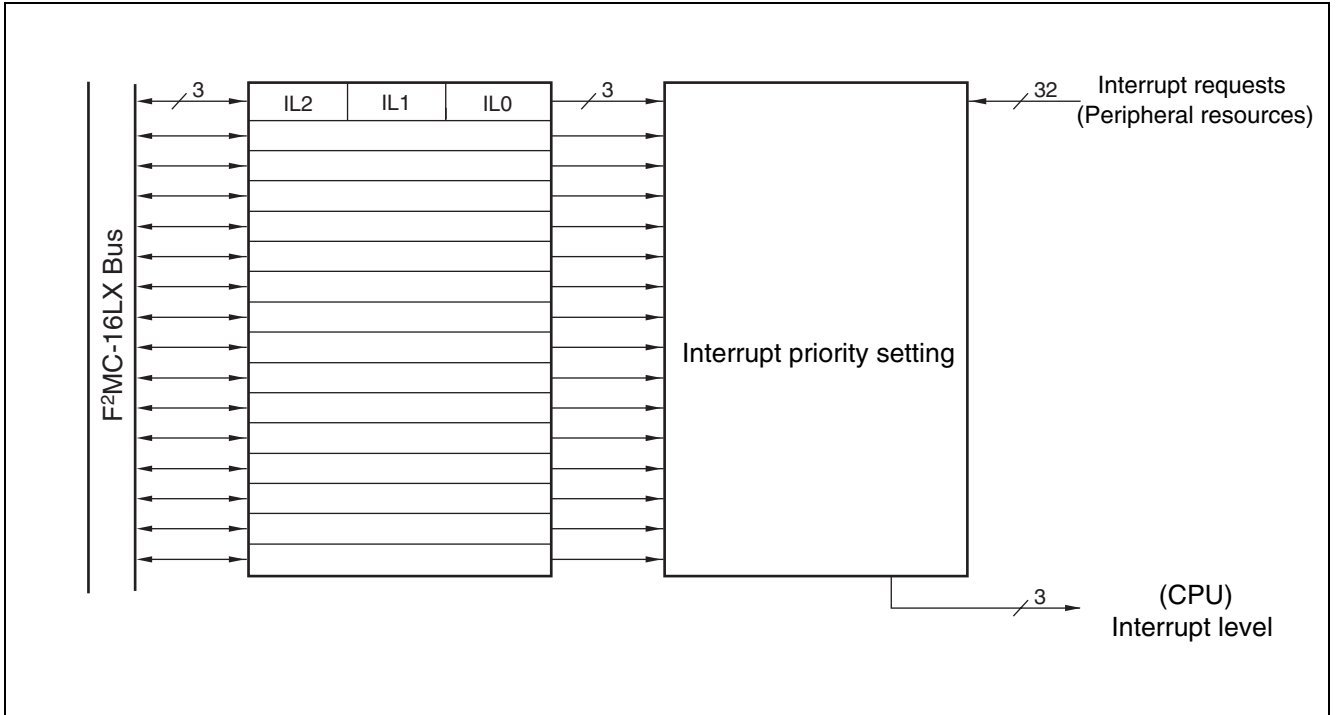 3
IL2
IL1
IL0
3
32
Interrupt requests
(Peripheral resources)
F²MC-16LX Bus
Interrupt priority setting
3
(CPU)
Interrupt level